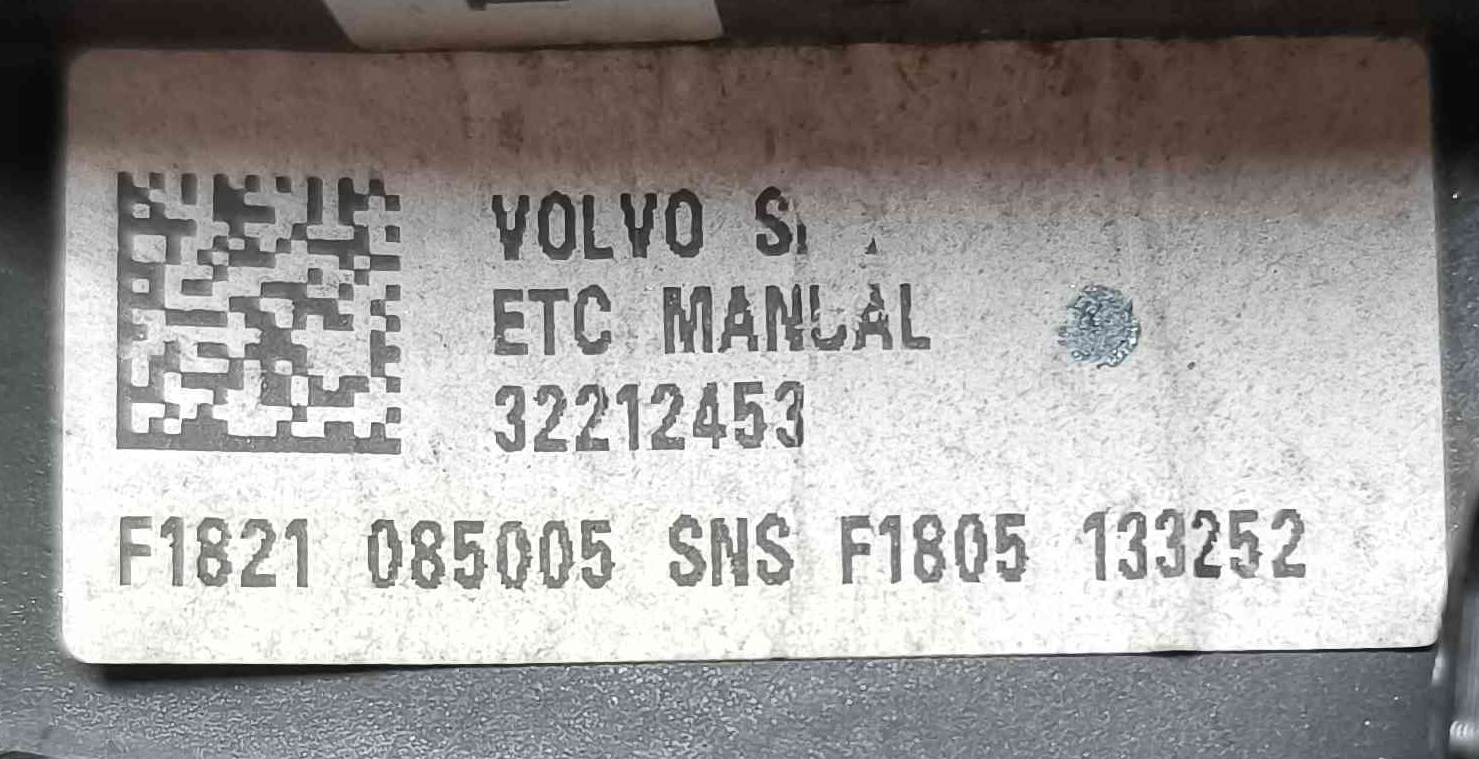 VOLVO
ETC MANUAL
32212453
F1821 085005 SNS F1805 133252